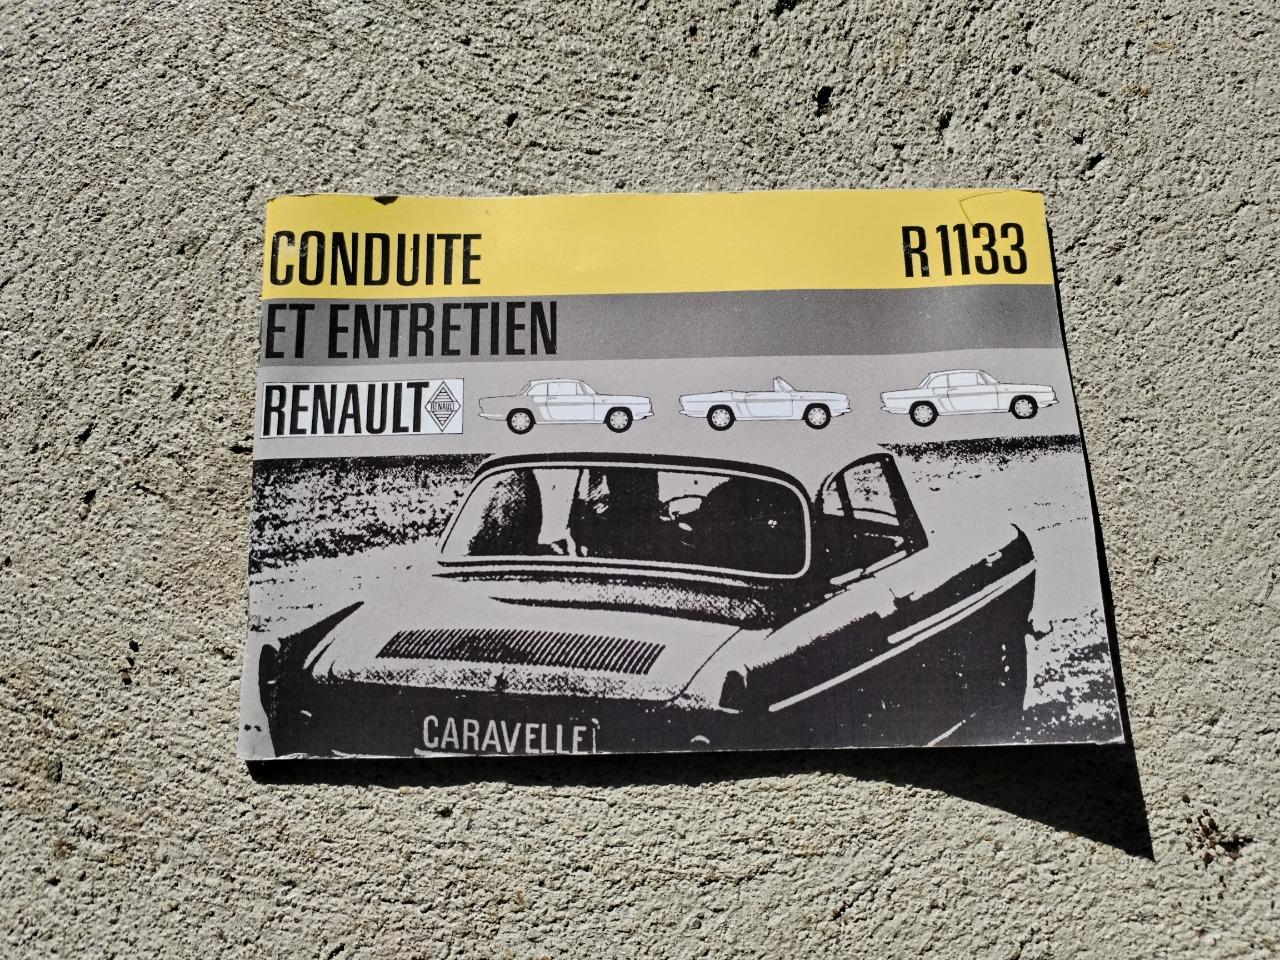 CONDUITE
R1133
ET ENTRETIEN
RENAULT
RENAULT
CARAVELLE